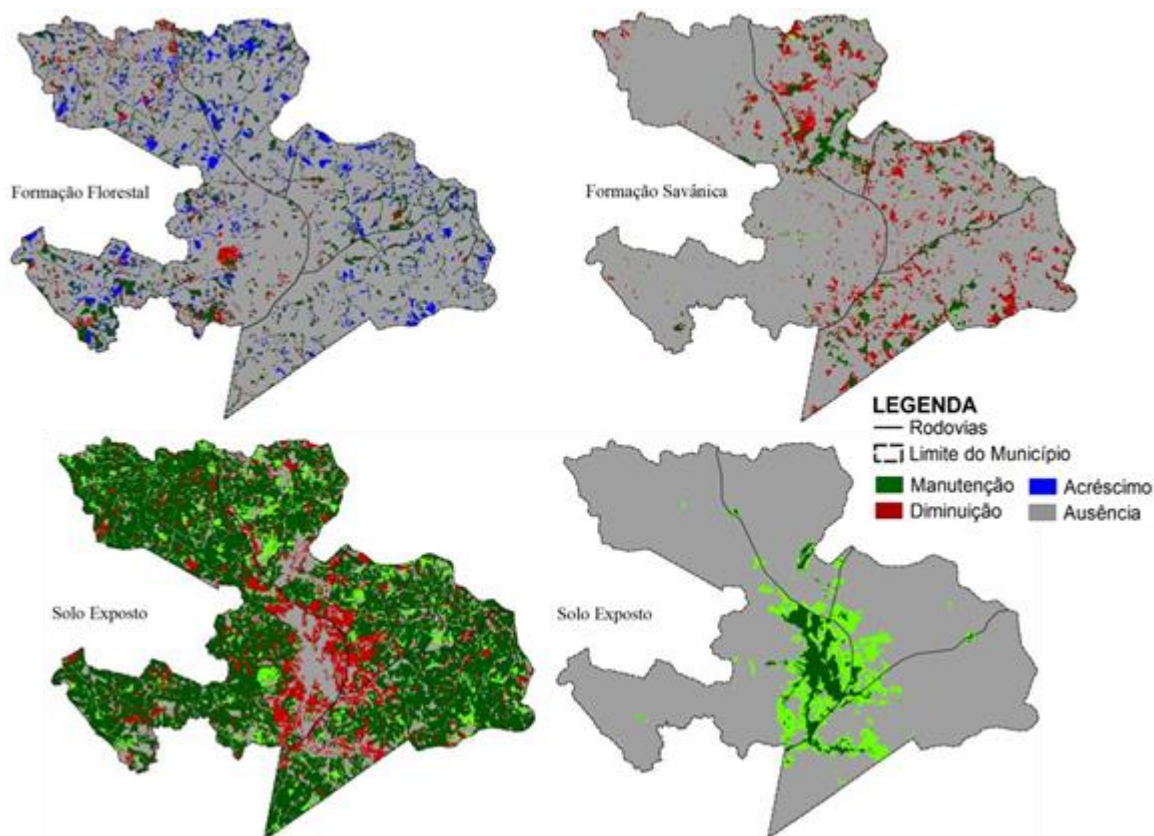 Formação Florestal
Formação Savânica
LEGENDA
Rodovias
Limite do Município
Manutenção
Acréscimo
Diminuição
Ausência
Solo Exposto
Solo Exposto